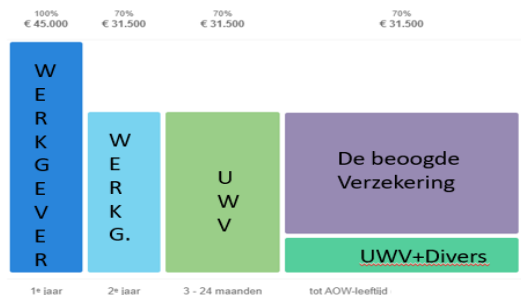 100%
€ 45.000
70%
€ 31.500
70%
€ 31.500
70%
€ 31.500
W
E
R
K
G
E
V
E
R
W
E
R
K
G.
U
W
V
De beoogde
Verzekering
UWV+Divers
1e jaar
2e jaar
3 - 24 maanden
tot AOW-leeftijd